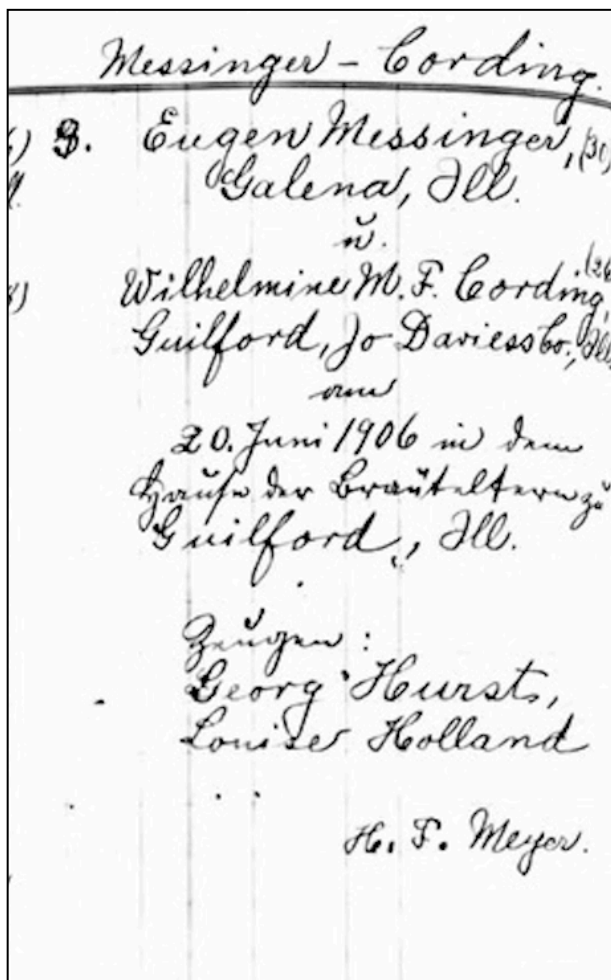 Messinger – Cording.
3. Eugen Messinger, (30)
Galena, Ill.
u.
(26
Wilhelmine M. F. Cording,
Guilford, Jo Daviess Co., Ill.
am
20. Juni 1906 in dem
Hause der Brauteltern zu
Guilford, Ill.
Zeugen:
Georg Hurst,
Louise Holland
H. F. Meyer.